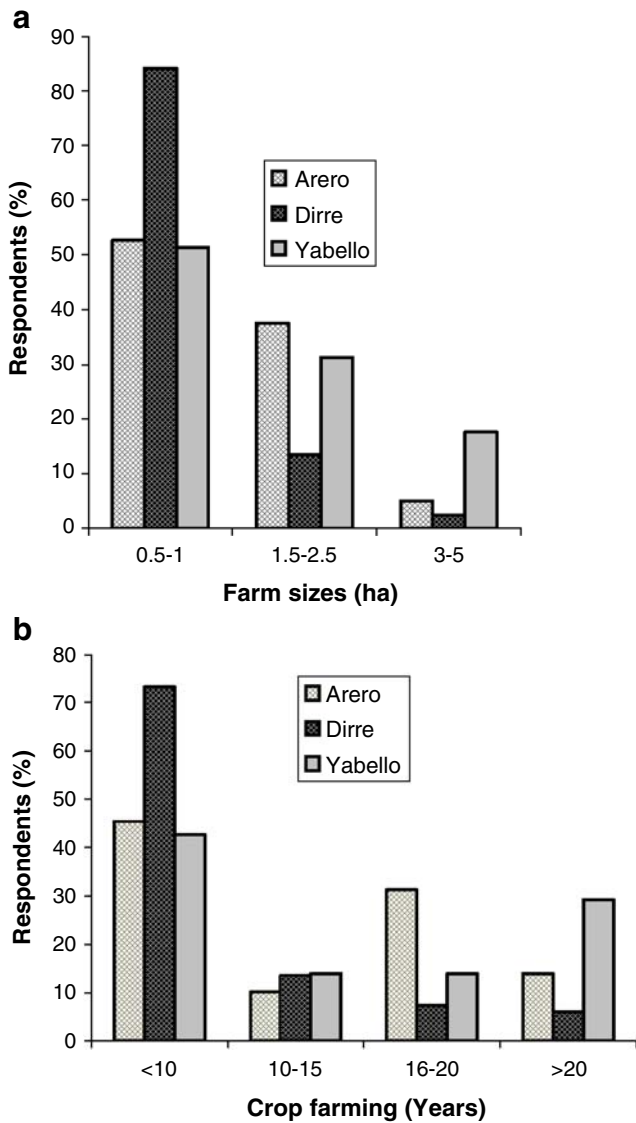 a
90
80
70
60
50
40
30
20
10
0
Respondents (%)
Arero
Dirre
Yabello
0.5-1 1.5-2.5 3-5
Farm sizes (ha)
b
80
70
60
50
40
30
20
10
0
Respondents (%)
Arero
Dirre
Yabello
<10 10-15 16-20 >20
Crop farming (Years)